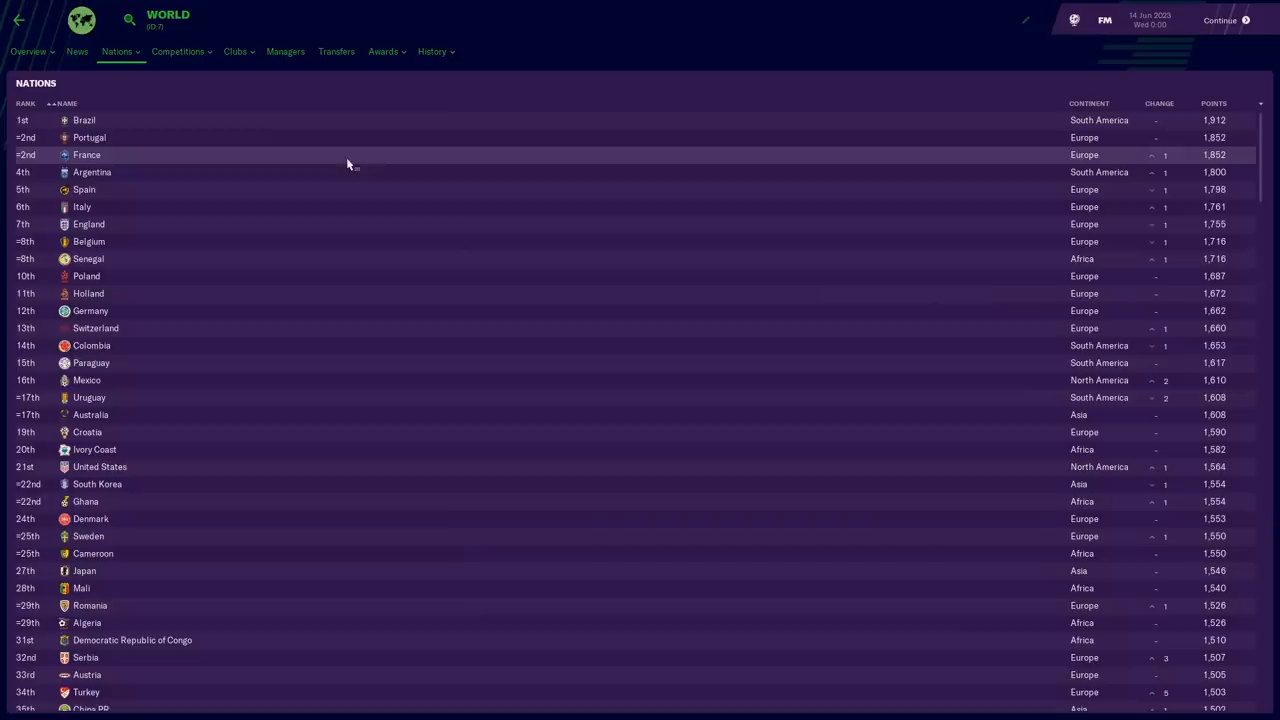 WORLD
(ID:7)
14 Jun 2023
Wed 0:00
FM
Continue
Overview News Nations Competitions Clubs Managers Transfers Awards History
NATIONS
RANK NAME CONTINENT CHANGE POINTS
1st Brazil South America - 1,912
=2nd Portugal Europe - 1,852
=2nd France Europe 1 1,852
4th Argentina South America 1 1,800
5th Spain Europe 1 1,798
6th Italy Europe 1 1,761
7th England Europe 1 1,755
=8th Belgium Europe 1 1,716
=8th Senegal Africa 1 1,716
10th Poland Europe - 1,687
11th Holland Europe - 1,672
12th Germany Europe - 1,662
13th Switzerland Europe 1 1,660
14th Colombia South America 1 1,653
15th Paraguay South America - 1,617
16th Mexico North America 2 1,610
=17th Uruguay South America 2 1,608
=17th Australia Asia - 1,608
19th Croatia Europe - 1,590
20th Ivory Coast Africa - 1,582
21st United States North America 1 1,564
=22nd South Korea Asia 1 1,554
=22nd Ghana Africa 1 1,554
24th Denmark Europe - 1,553
=25th Sweden Europe 1 1,550
=25th Cameroon Africa - 1,550
27th Japan Asia - 1,546
28th Mali Africa - 1,540
=29th Romania Europe 1 1,526
=29th Algeria Africa - 1,526
31st Democratic Republic of Congo Africa - 1,510
32nd Serbia Europe 3 1,507
33rd Austria Europe - 1,505
34th Turkey Europe 5 1,503
35th China PR Asia 1 1,502